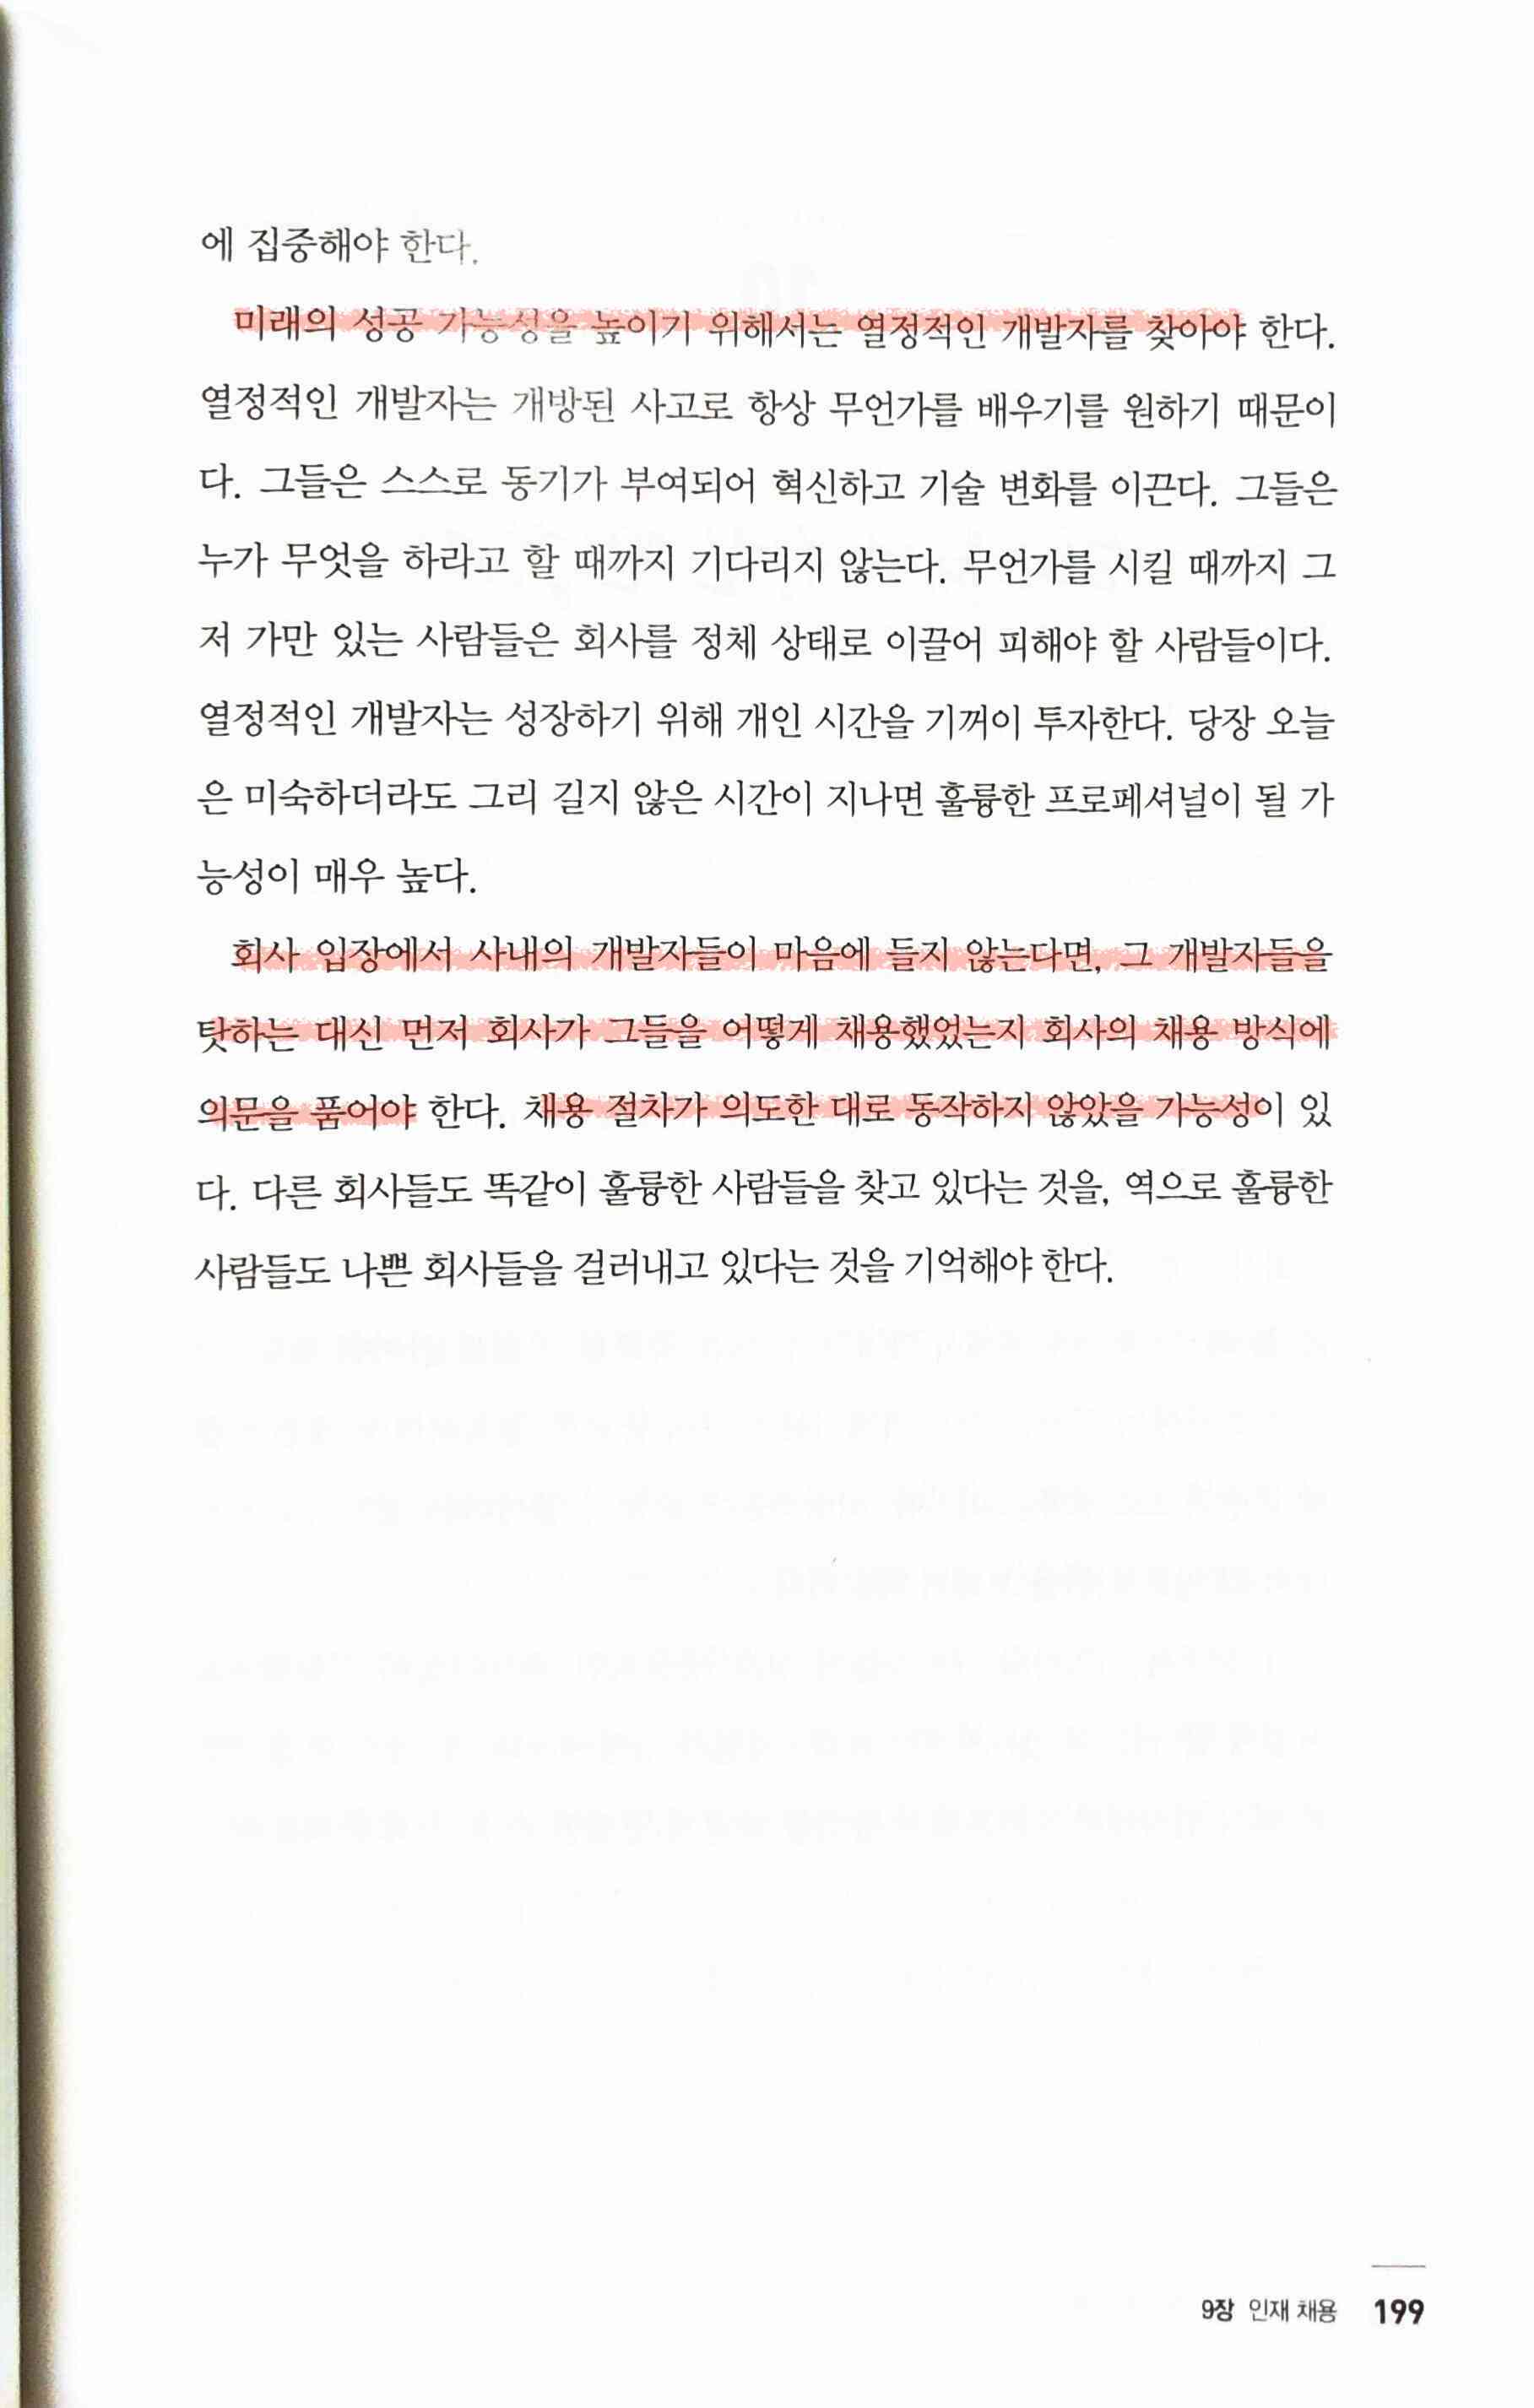 에 집중해야 한다.
미래의 성공 가능성을 높이기 위해서는 열정적인 개발자를 찾아야 한다.
열정적인 개발자는 개방된 사고로 항상 무언가를 배우기를 원하기 때문이
다. 그들은 스스로 동기가 부여되어 혁신하고 기술 변화를 이끈다. 그들은
누가 무엇을 하라고 할 때까지 기다리지 않는다. 무언가를 시킬 때까지 그
저 가만 있는 사람들은 회사를 정체 상태로 이끌어 피해야 할 사람들이다.
열정적인 개발자는 성장하기 위해 개인 시간을 기꺼이 투자한다. 당장 오늘
은 미숙하더라도 그리 길지 않은 시간이 지나면 훌륭한 프로페셔널이 될 가
능성이 매우 높다.
회사 입장에서 사내의 개발자들이 마음에 들지 않는다면, 그 개발자들을
탓하는 대신 먼저 회사가 그들을 어떻게 채용했었는지 회사의 채용 방식에
의문을 품어야 한다. 채용 절차가 의도한 대로 동작하지 않았을 가능성이 있
다. 다른 회사들도 똑같이 훌륭한 사람들을 찾고 있다는 것을, 역으로 훌륭한
사람들도 나쁜 회사들을 걸러내고 있다는 것을 기억해야 한다.
9장 인재 채용 199